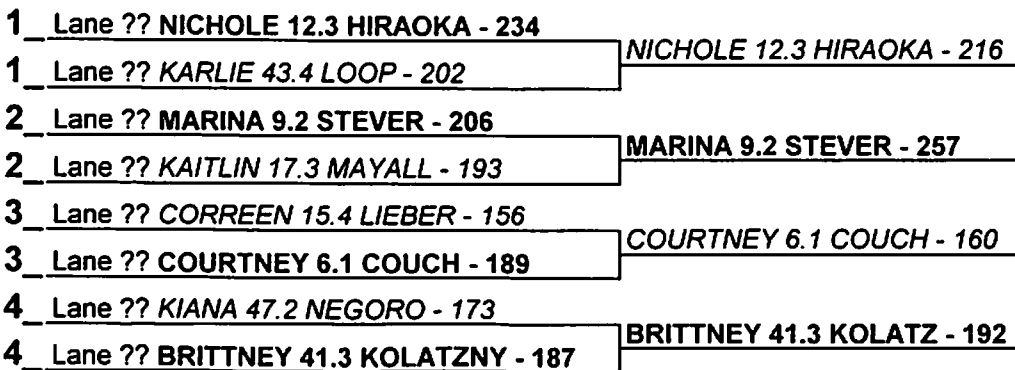 1_ Lane ?? NICHOLE 12.3 HIRAOKA - 234
NICHOLE 12.3 HIRAOKA - 216
1_ Lane ?? KARLIE 43.4 LOOP - 202
2_ Lane ?? MARINA 9.2 STEVER - 206
MARINA 9.2 STEVER - 257
2_ Lane ?? KAITLIN 17.3 MAYALL - 193
3_ Lane ?? CORREEN 15.4 LIEBER - 156
COURTNEY 6.1 COUCH - 160
3_ Lane ?? COURTNEY 6.1 COUCH - 189
4_ Lane ?? KIANA 47.2 NEGORO - 173
BRITTNEY 41.3 KOLATZ - 192
4_ Lane ?? BRITTNEY 41.3 KOLATZNY - 187